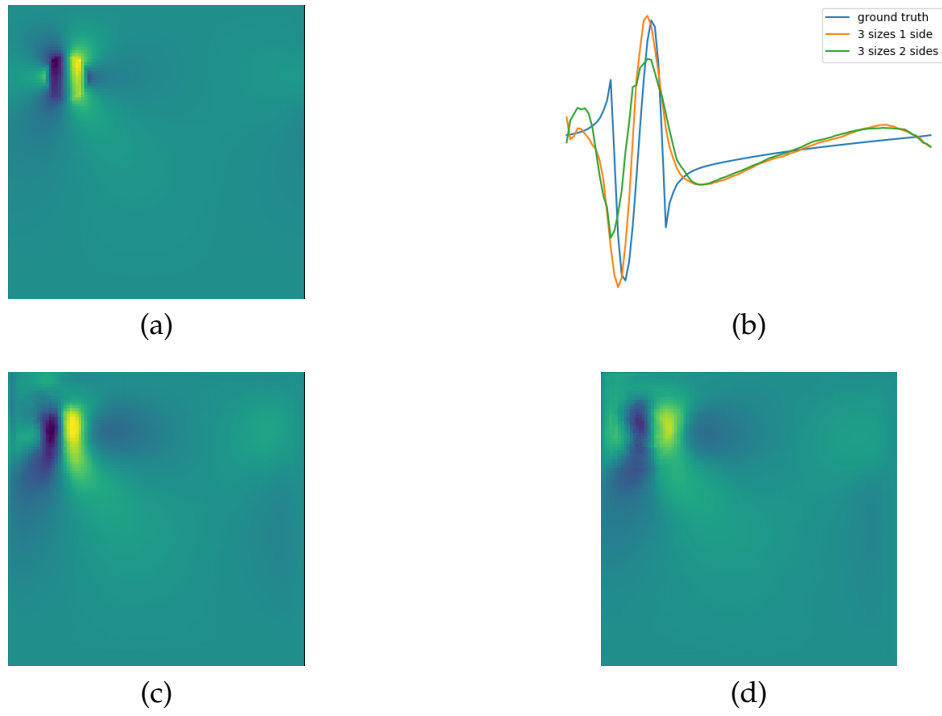 ground truth
3 sizes 1 side
3 sizes 2 sides
(a)
(b)
(c)
(d)